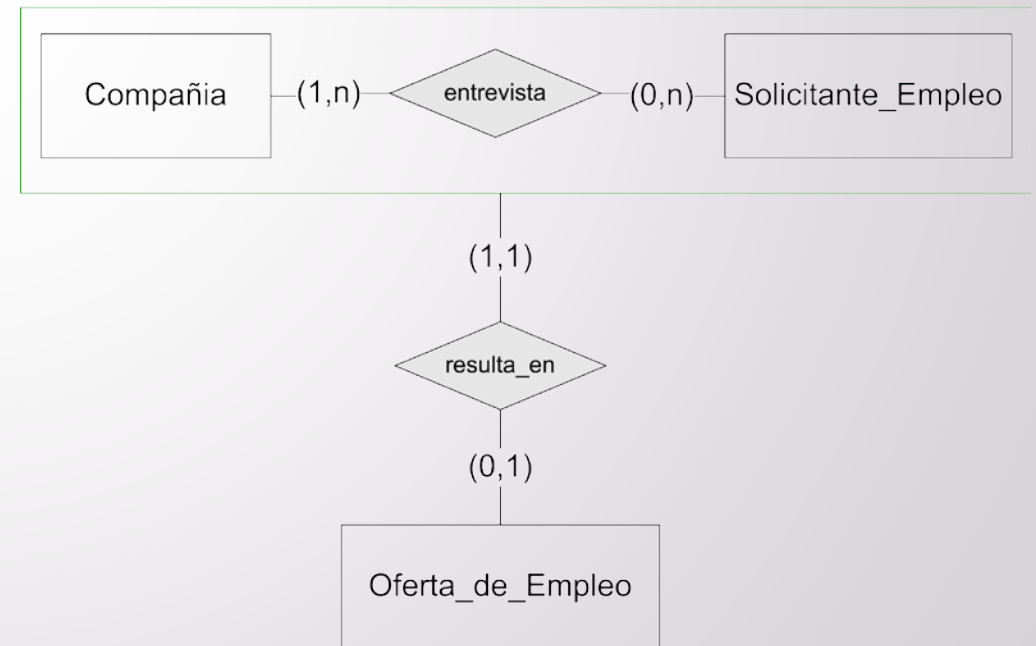 Compañia (1,n) entrevista (0,n) Solicitante_Empleo
(1,1)
resulta_en
(0,1)
Oferta_de_Empleo